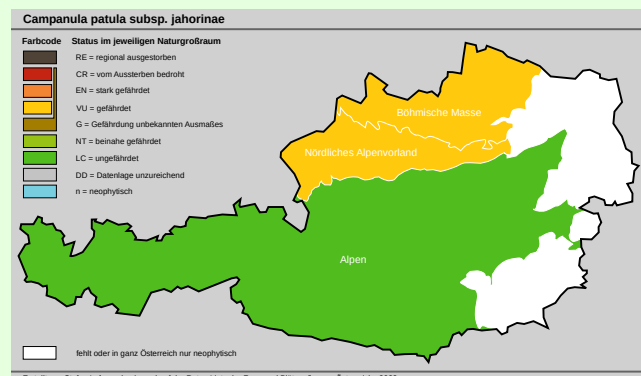 Campanula patula subsp. jahorinae
Farbcode Status im jeweiligen Naturgroßraum
RE = regional ausgestorben
CR = vom Aussterben bedroht
EN = stark gefährdet
VU = gefährdet
G = Gefährdung unbekannten Ausmaßes
NT = beinahe gefährdet
LC = ungefährdet
DD = Datenlage unzureichend
n = neophytisch
Böhmische Masse
Nördliches Alpenvorland
Alpen
fehlt oder in ganz Österreich nur neophytisch